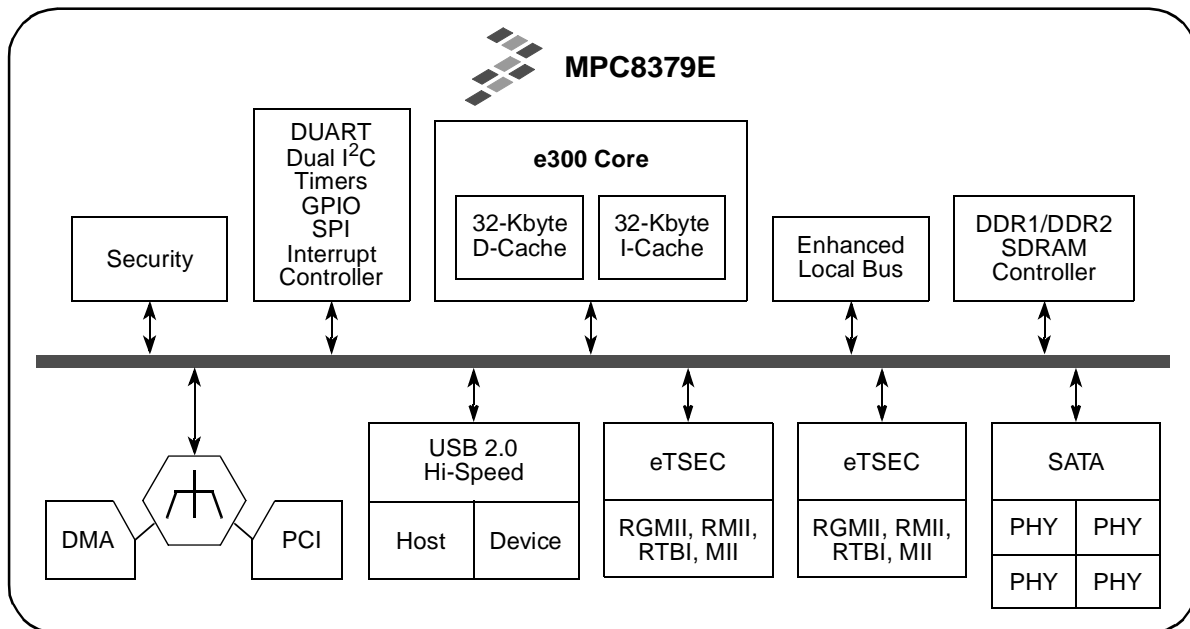 MPC8379E
DUART
Dual I²C
Timers
GPIO
SPI
Interrupt
Controller
e300 Core
32-Kbyte
D-Cache
32-Kbyte
I-Cache
Security
Enhanced
Local Bus
DDR1/DDR2
SDRAM
Controller
DMA
PCI
USB 2.0
Hi-Speed
Host
Device
eTSEC
RGMII, RMII,
RTBI, MII
eTSEC
RGMII, RMII,
RTBI, MII
SATA
PHY
PHY
PHY
PHY